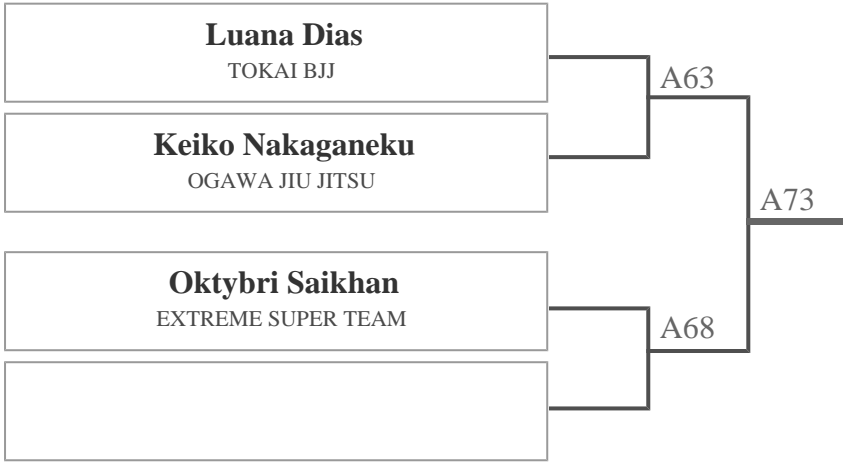 Luana Dias
TOKAI BJJ
A63
Keiko Nakaganeku
OGAWA JIU JITSU
A73
Oktybri Saikhan
EXTREME SUPER TEAM
A68